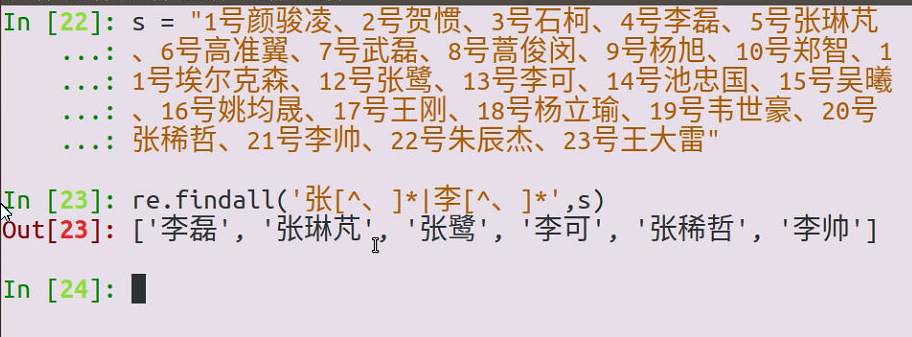 In [22]: s = "1号颜骏凌、2号贺惯、3号石柯、4号李磊、5号张琳芃
...: 、6号高准翼、7号武磊、8号蒿俊闵、9号杨旭、10号郑智、1
...: 1号埃尔克森、12号张鹭、13号李可、14号池忠国、15号吴曦
...: 、16号姚均晟、17号王刚、18号杨立瑜、19号韦世豪、20号
...: 张稀哲、21号李帅、22号朱辰杰、23号王大雷"
In [23]: re.findall('张[^、]*|李[^、]*',s)
Out[23]: ['李磊', '张琳芃', '张鹭', '李可', '张稀哲', '李帅']
In [24]: